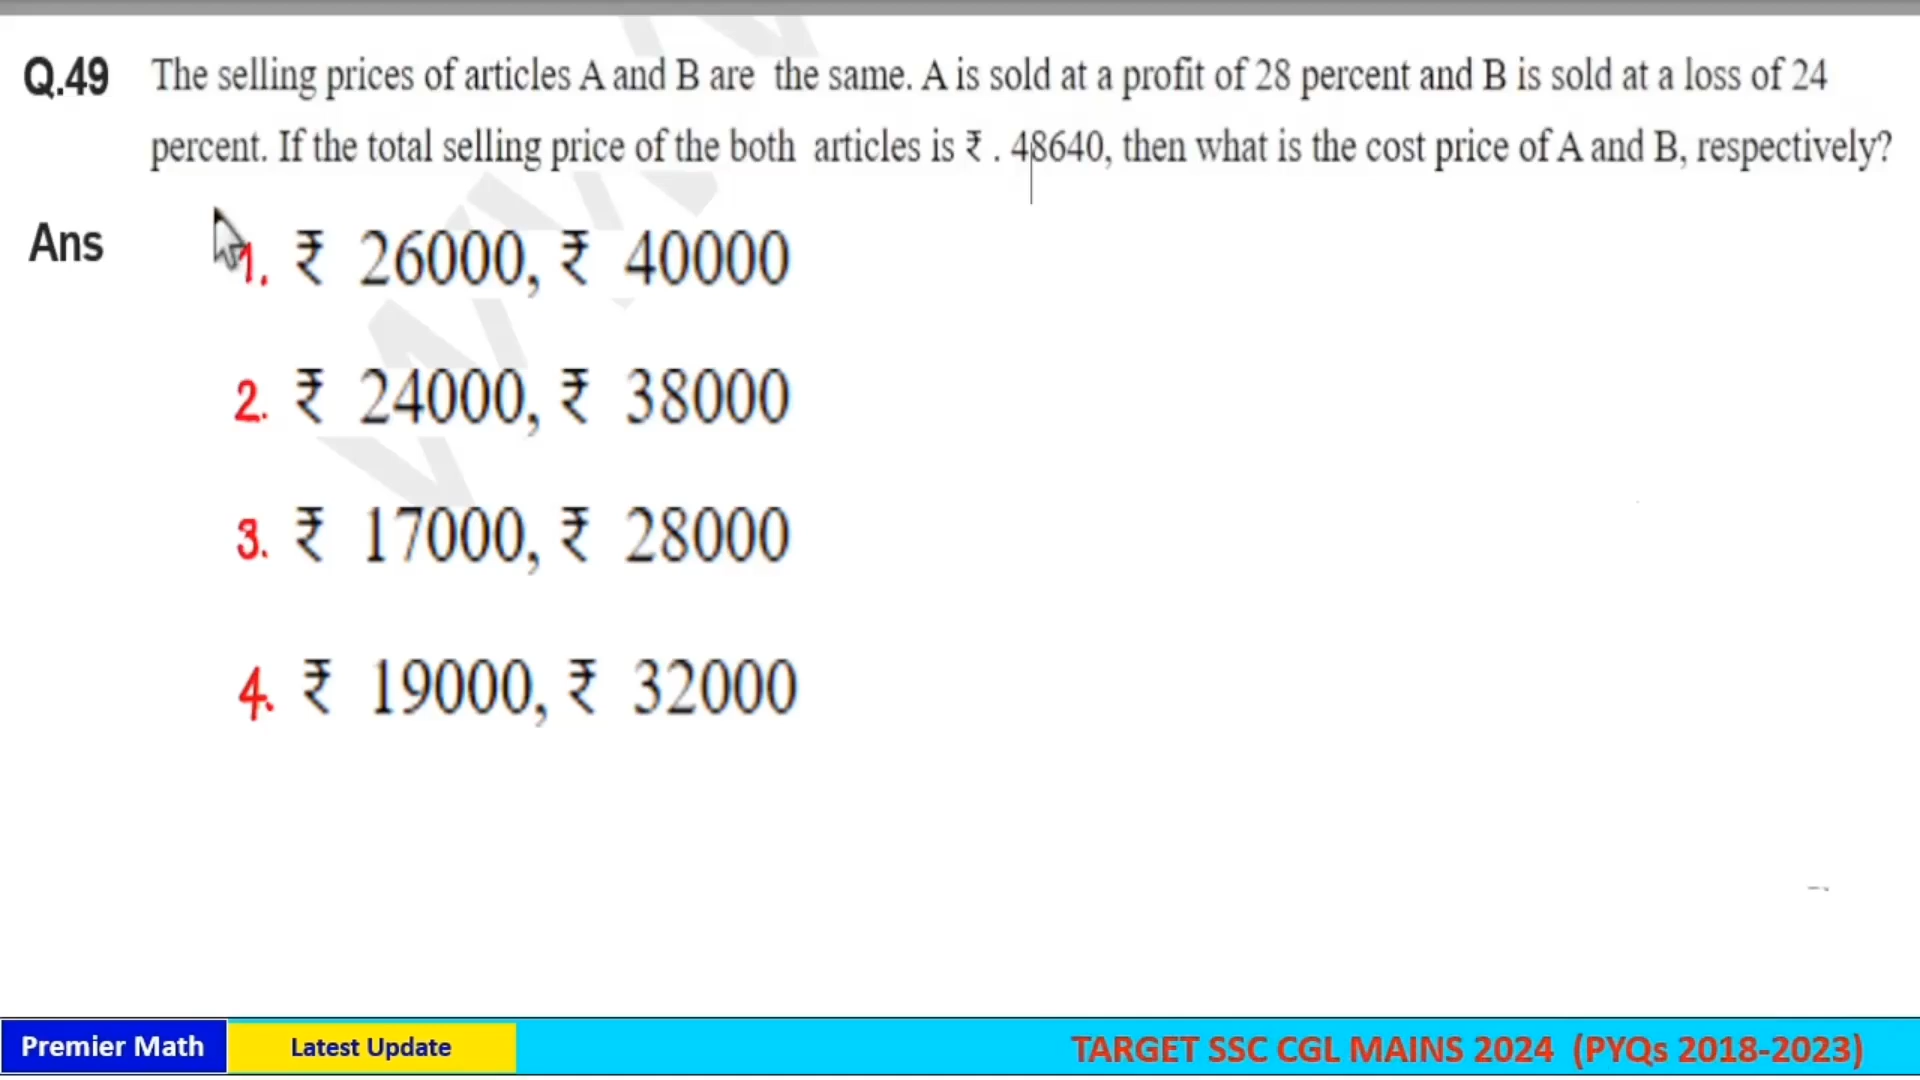 Q.49 The selling prices of articles A and B are the same. A is sold at a profit of 28 percent and B is sold at a loss of 24
percent. If the total selling price of the both articles is ₹ . 48640, then what is the cost price of A and B, respectively?
Ans 1. ₹ 26000, ₹ 40000
2. ₹ 24000, ₹ 38000
3. ₹ 17000, ₹ 28000
4. ₹ 19000, ₹ 32000
Premier Math Latest Update TARGET SSC CGL MAINS 2024 (PYQs 2018-2023)